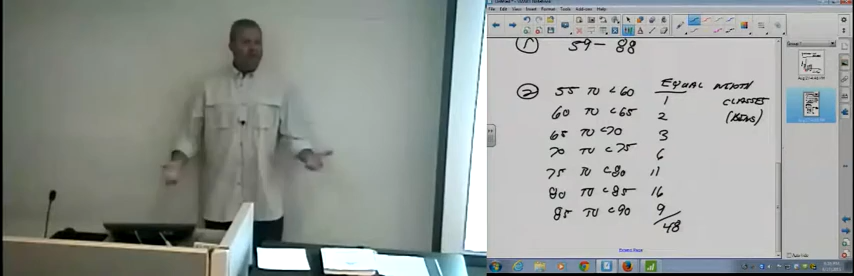 ① 59 - 88
② 55 TO <60 1
60 TO <65 2
65 TO <70 3
70 TO <75 6
75 TO <80 11
80 TO <85 16
85 TO <90 9
/48
EQUAL WIDTH
CLASSES
(BINS)